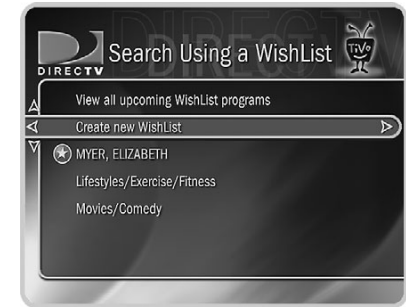 DIRECTV
Search Using a WishList
TiVo
View all upcoming WishList programs
Create new WishList
MYER, ELIZABETH
Lifestyles/Exercise/Fitness
Movies/Comedy